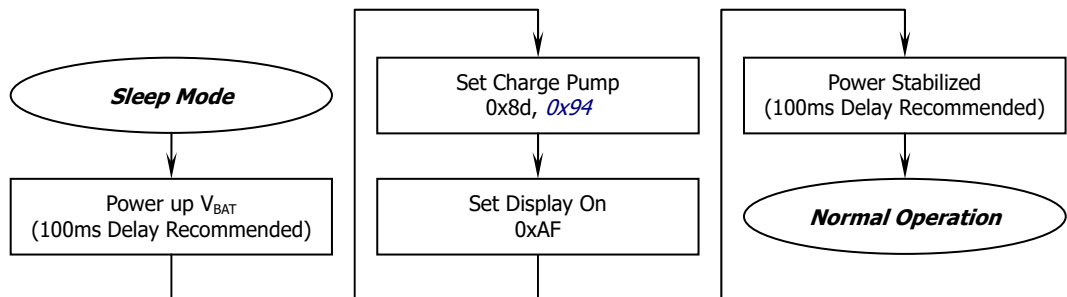 Sleep Mode
Power up VBAT
(100ms Delay Recommended)
Set Charge Pump
0x8d, 0x94
Set Display On
0xAF
Power Stabilized
(100ms Delay Recommended)
Normal Operation